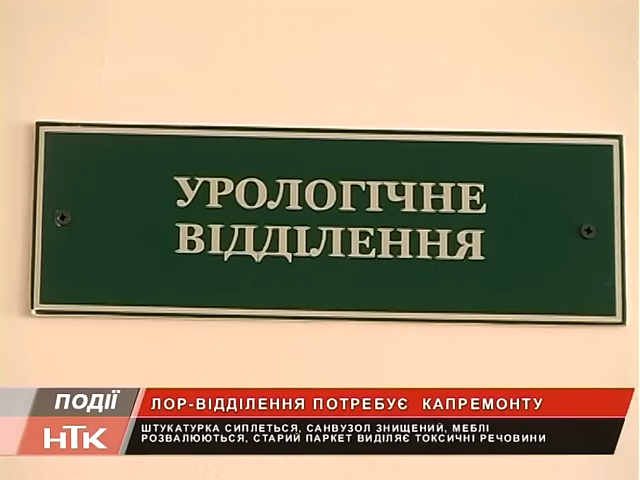 УРОЛОГІЧНЕ
ВІДДІЛЕННЯ
ПОДІЇ
ЛОР-ВІДДІЛЕННЯ ПОТРЕБУЄ КАПРЕМОНТУ
НТК
ШТУКАТУРКА СИПЛЕТЬСЯ, САНВУЗОЛ ЗНИЩЕНИЙ, МЕБЛІ
РОЗВАЛЮЮТЬСЯ, СТАРИЙ ПАРКЕТ ВИДІЛЯЄ ТОКСИЧНІ РЕЧОВИНИ